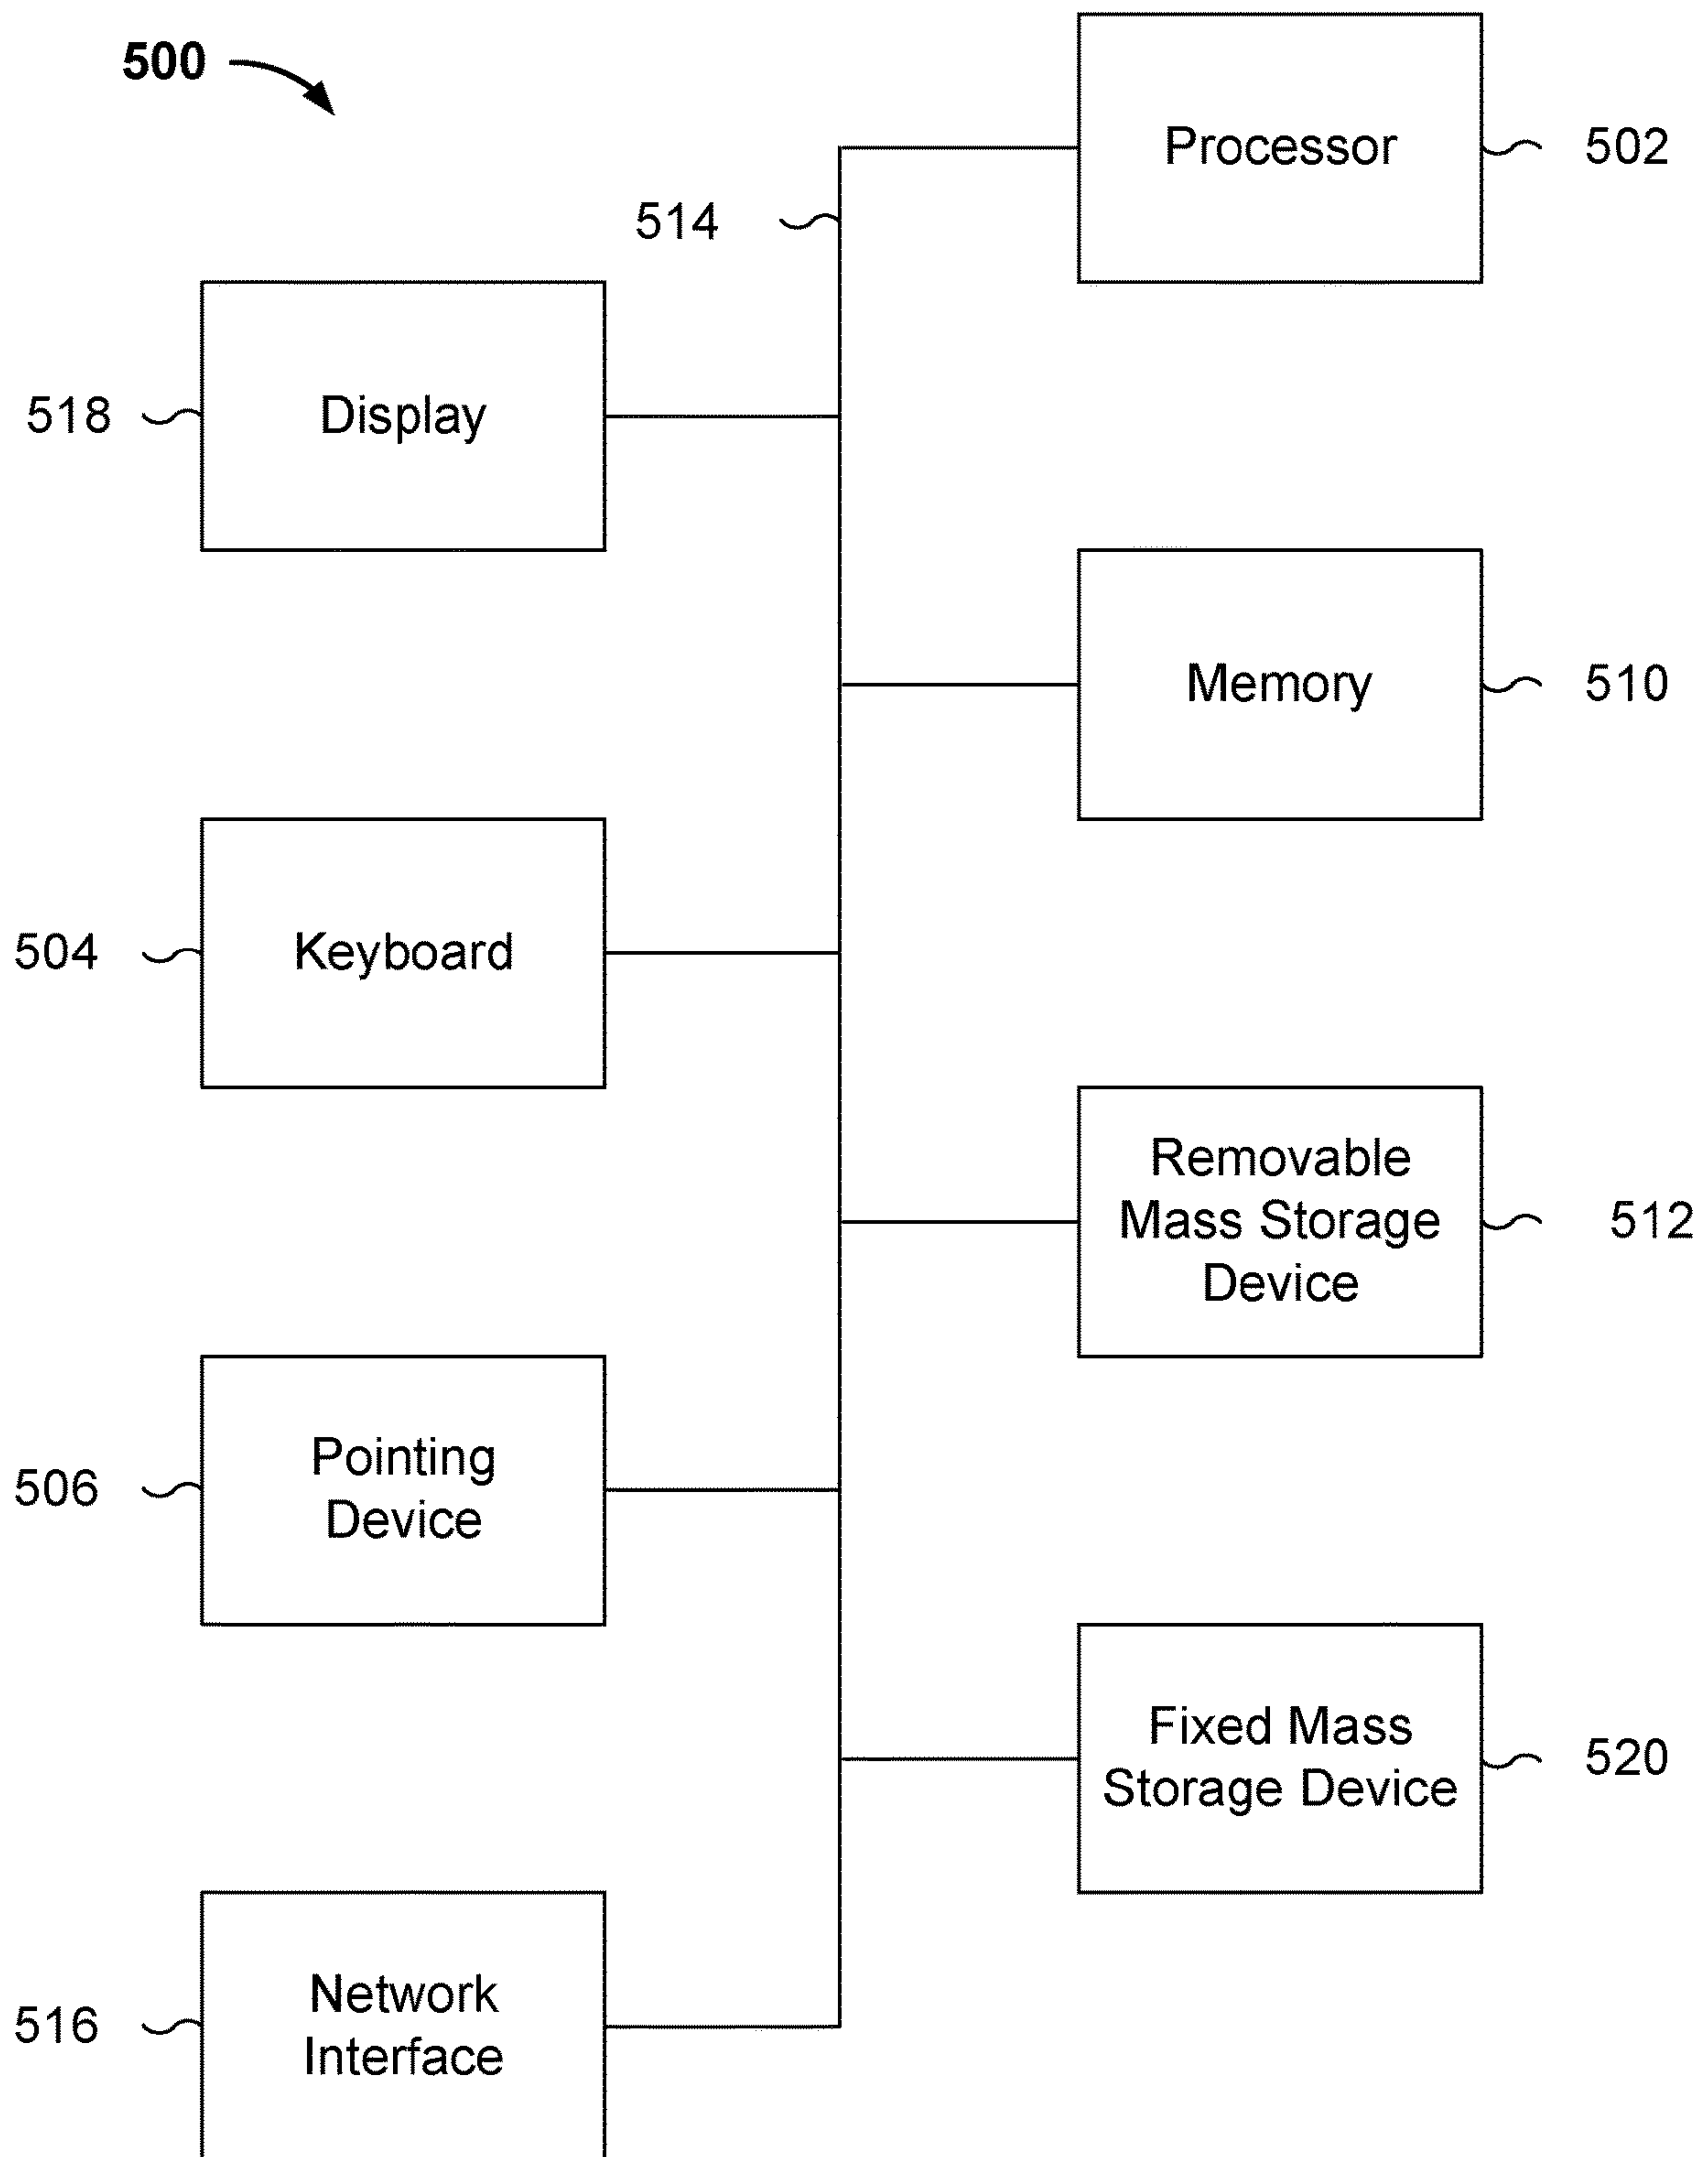 500
Processor
502
514
518
Display
Memory
510
504
Keyboard
Removable
Mass Storage
Device
512
506
Pointing
Device
Fixed Mass
Storage Device
520
516
Network
Interface